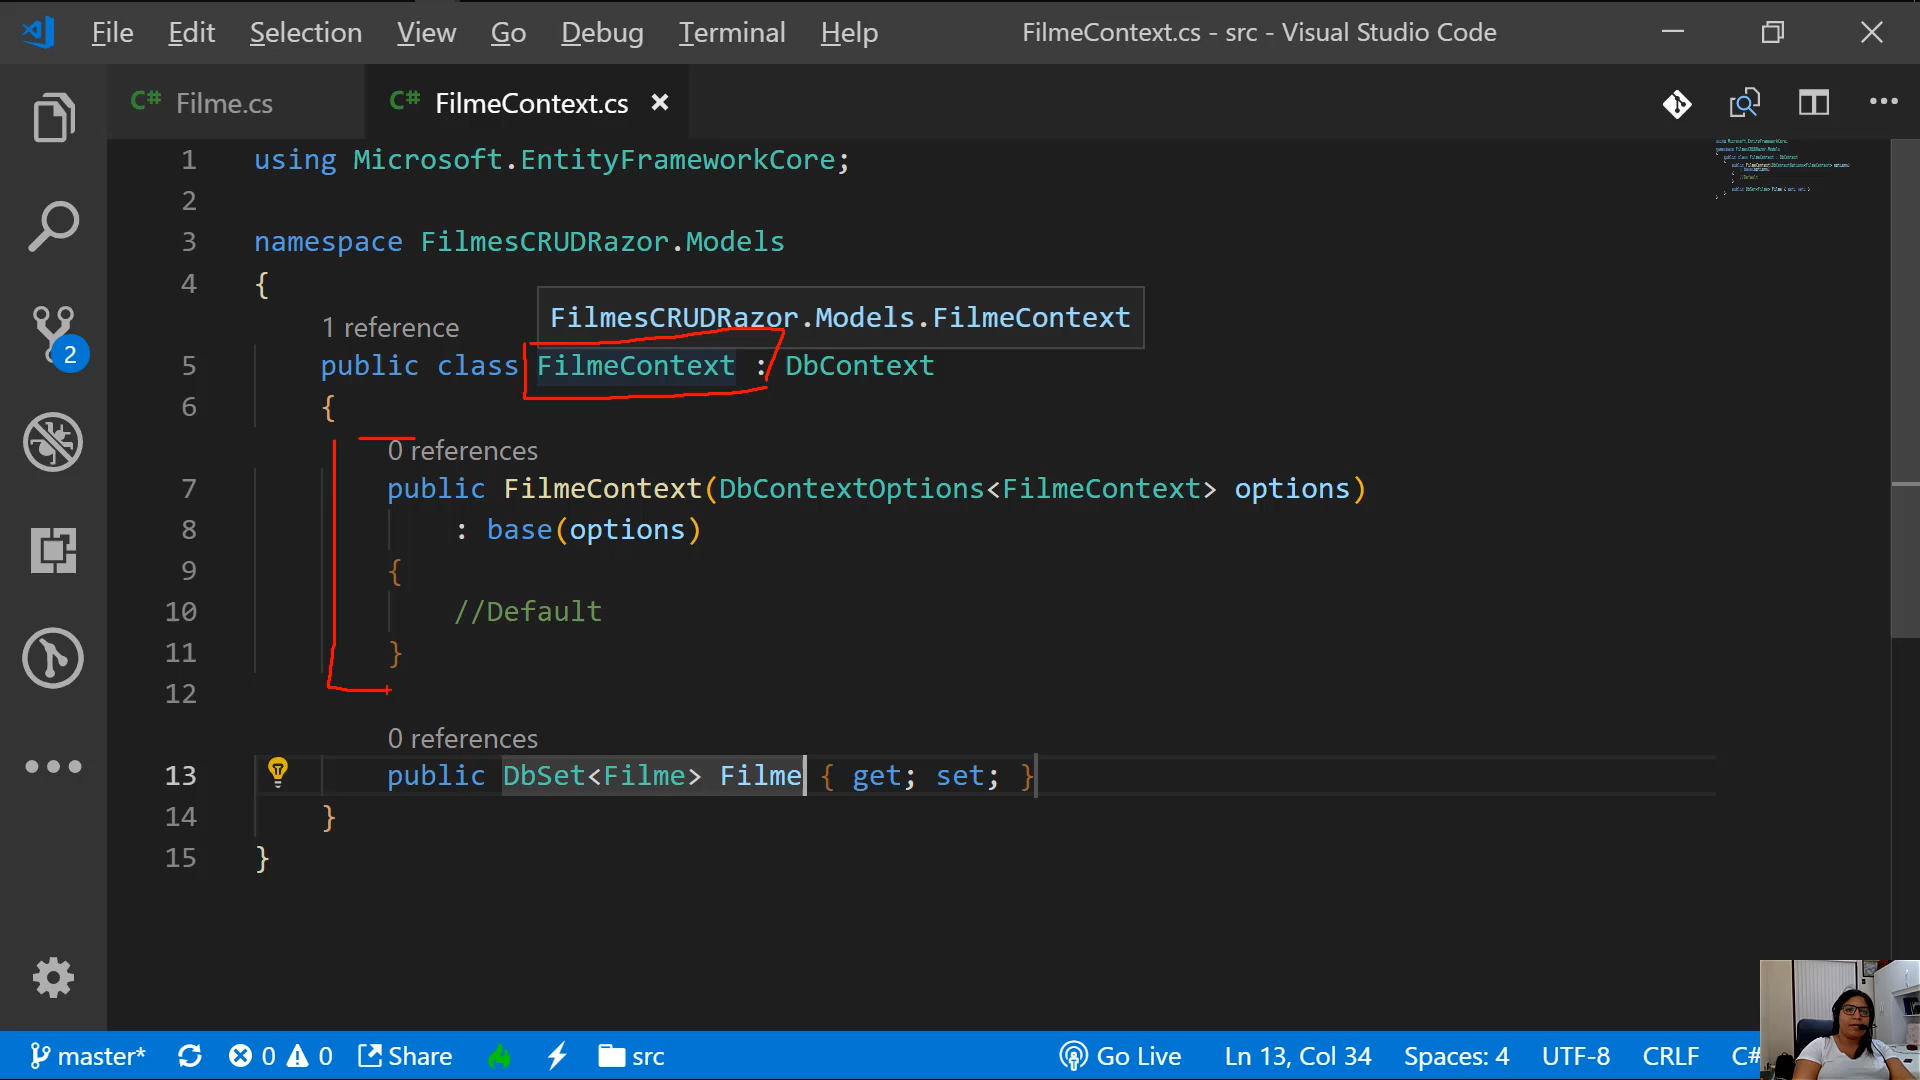 File Edit Selection View Go Debug Terminal Help FilmeContext.cs - src - Visual Studio Code
C# Filme.cs C# FilmeContext.cs
1 using Microsoft.EntityFrameworkCore;
2
3 namespace FilmesCRUDRazor.Models
4 {
FilmesCRUDRazor.Models.FilmeContext
1 reference
5 public class FilmeContext : DbContext
6 {
0 references
7 public FilmeContext(DbContextOptions<FilmeContext> options)
8 : base(options)
9 {
10 //Default
11 }
12
0 references
13 public DbSet<Filme> Filme { get; set; }
14 }
15 }
2
master* 0 0 Share src Go Live Ln 13, Col 34 Spaces: 4 UTF-8 CRLF C#